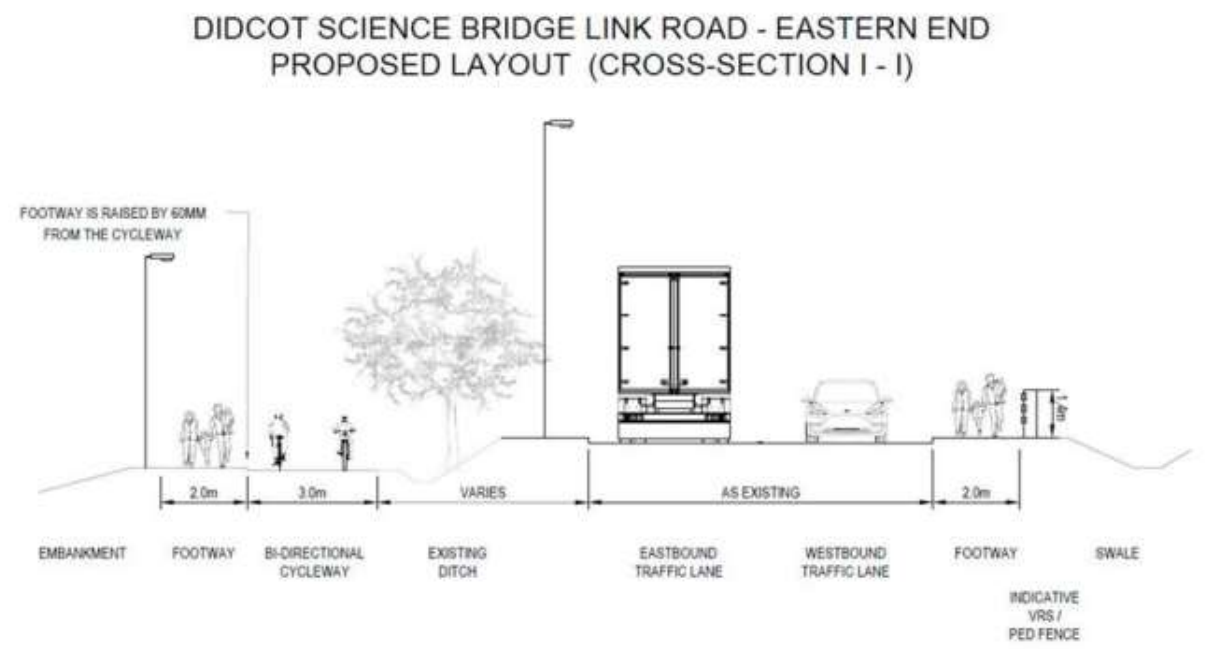 DIDCOT SCIENCE BRIDGE LINK ROAD - EASTERN END
PROPOSED LAYOUT (CROSS-SECTION I - I)
FOOTWAY IS RAISED BY 60MM
FROM THE CYCLEWAY
1.4m
2.0m
3.0m
VARIES
AS EXISTING
2.0m
EMBANKMENT
FOOTWAY
BI-DIRECTIONAL
CYCLEWAY
EXISTING
DITCH
EASTBOUND
TRAFFIC LANE
WESTBOUND
TRAFFIC LANE
FOOTWAY
SWALE
INDICATIVE
VRS /
PED FENCE